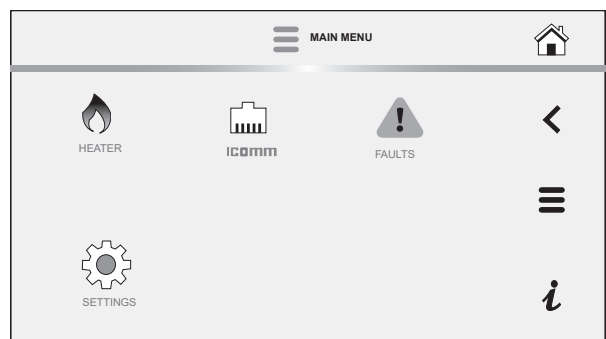 MAIN MENU
HEATER
ICOMM
FAULTS
SETTINGS
i